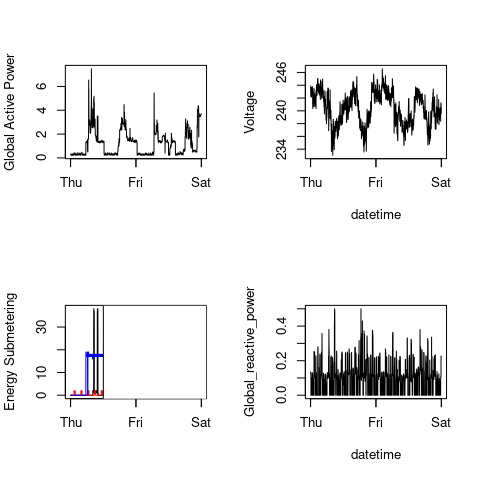 Global Active Power
6
4
2
0
Thu Fri Sat
Voltage
246
240
234
Thu Fri Sat
datetime
Energy Submetering
30
10
0
Thu Fri Sat
Global_reactive_power
0.4
0.2
0.0
Thu Fri Sat
datetime